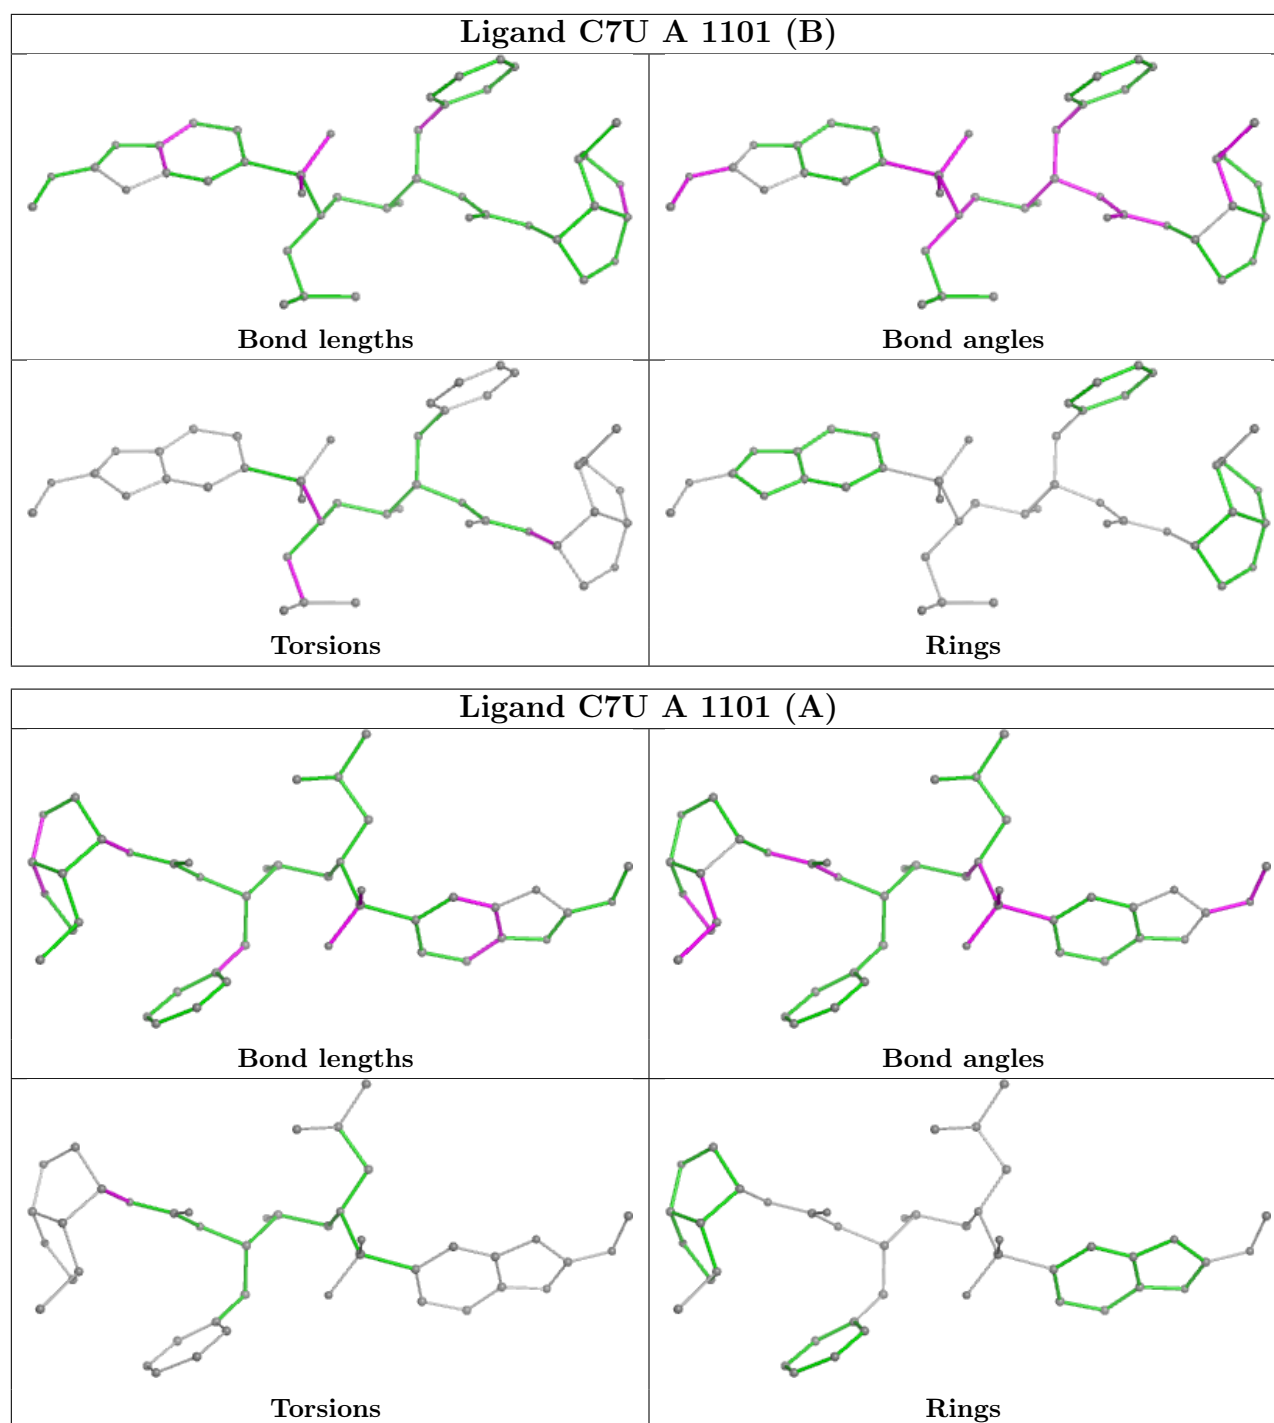 Ligand C7U A 1101 (B)
Bond lengths
Bond angles
Torsions
Rings
Ligand C7U A 1101 (A)
Bond lengths
Bond angles
Torsions
Rings